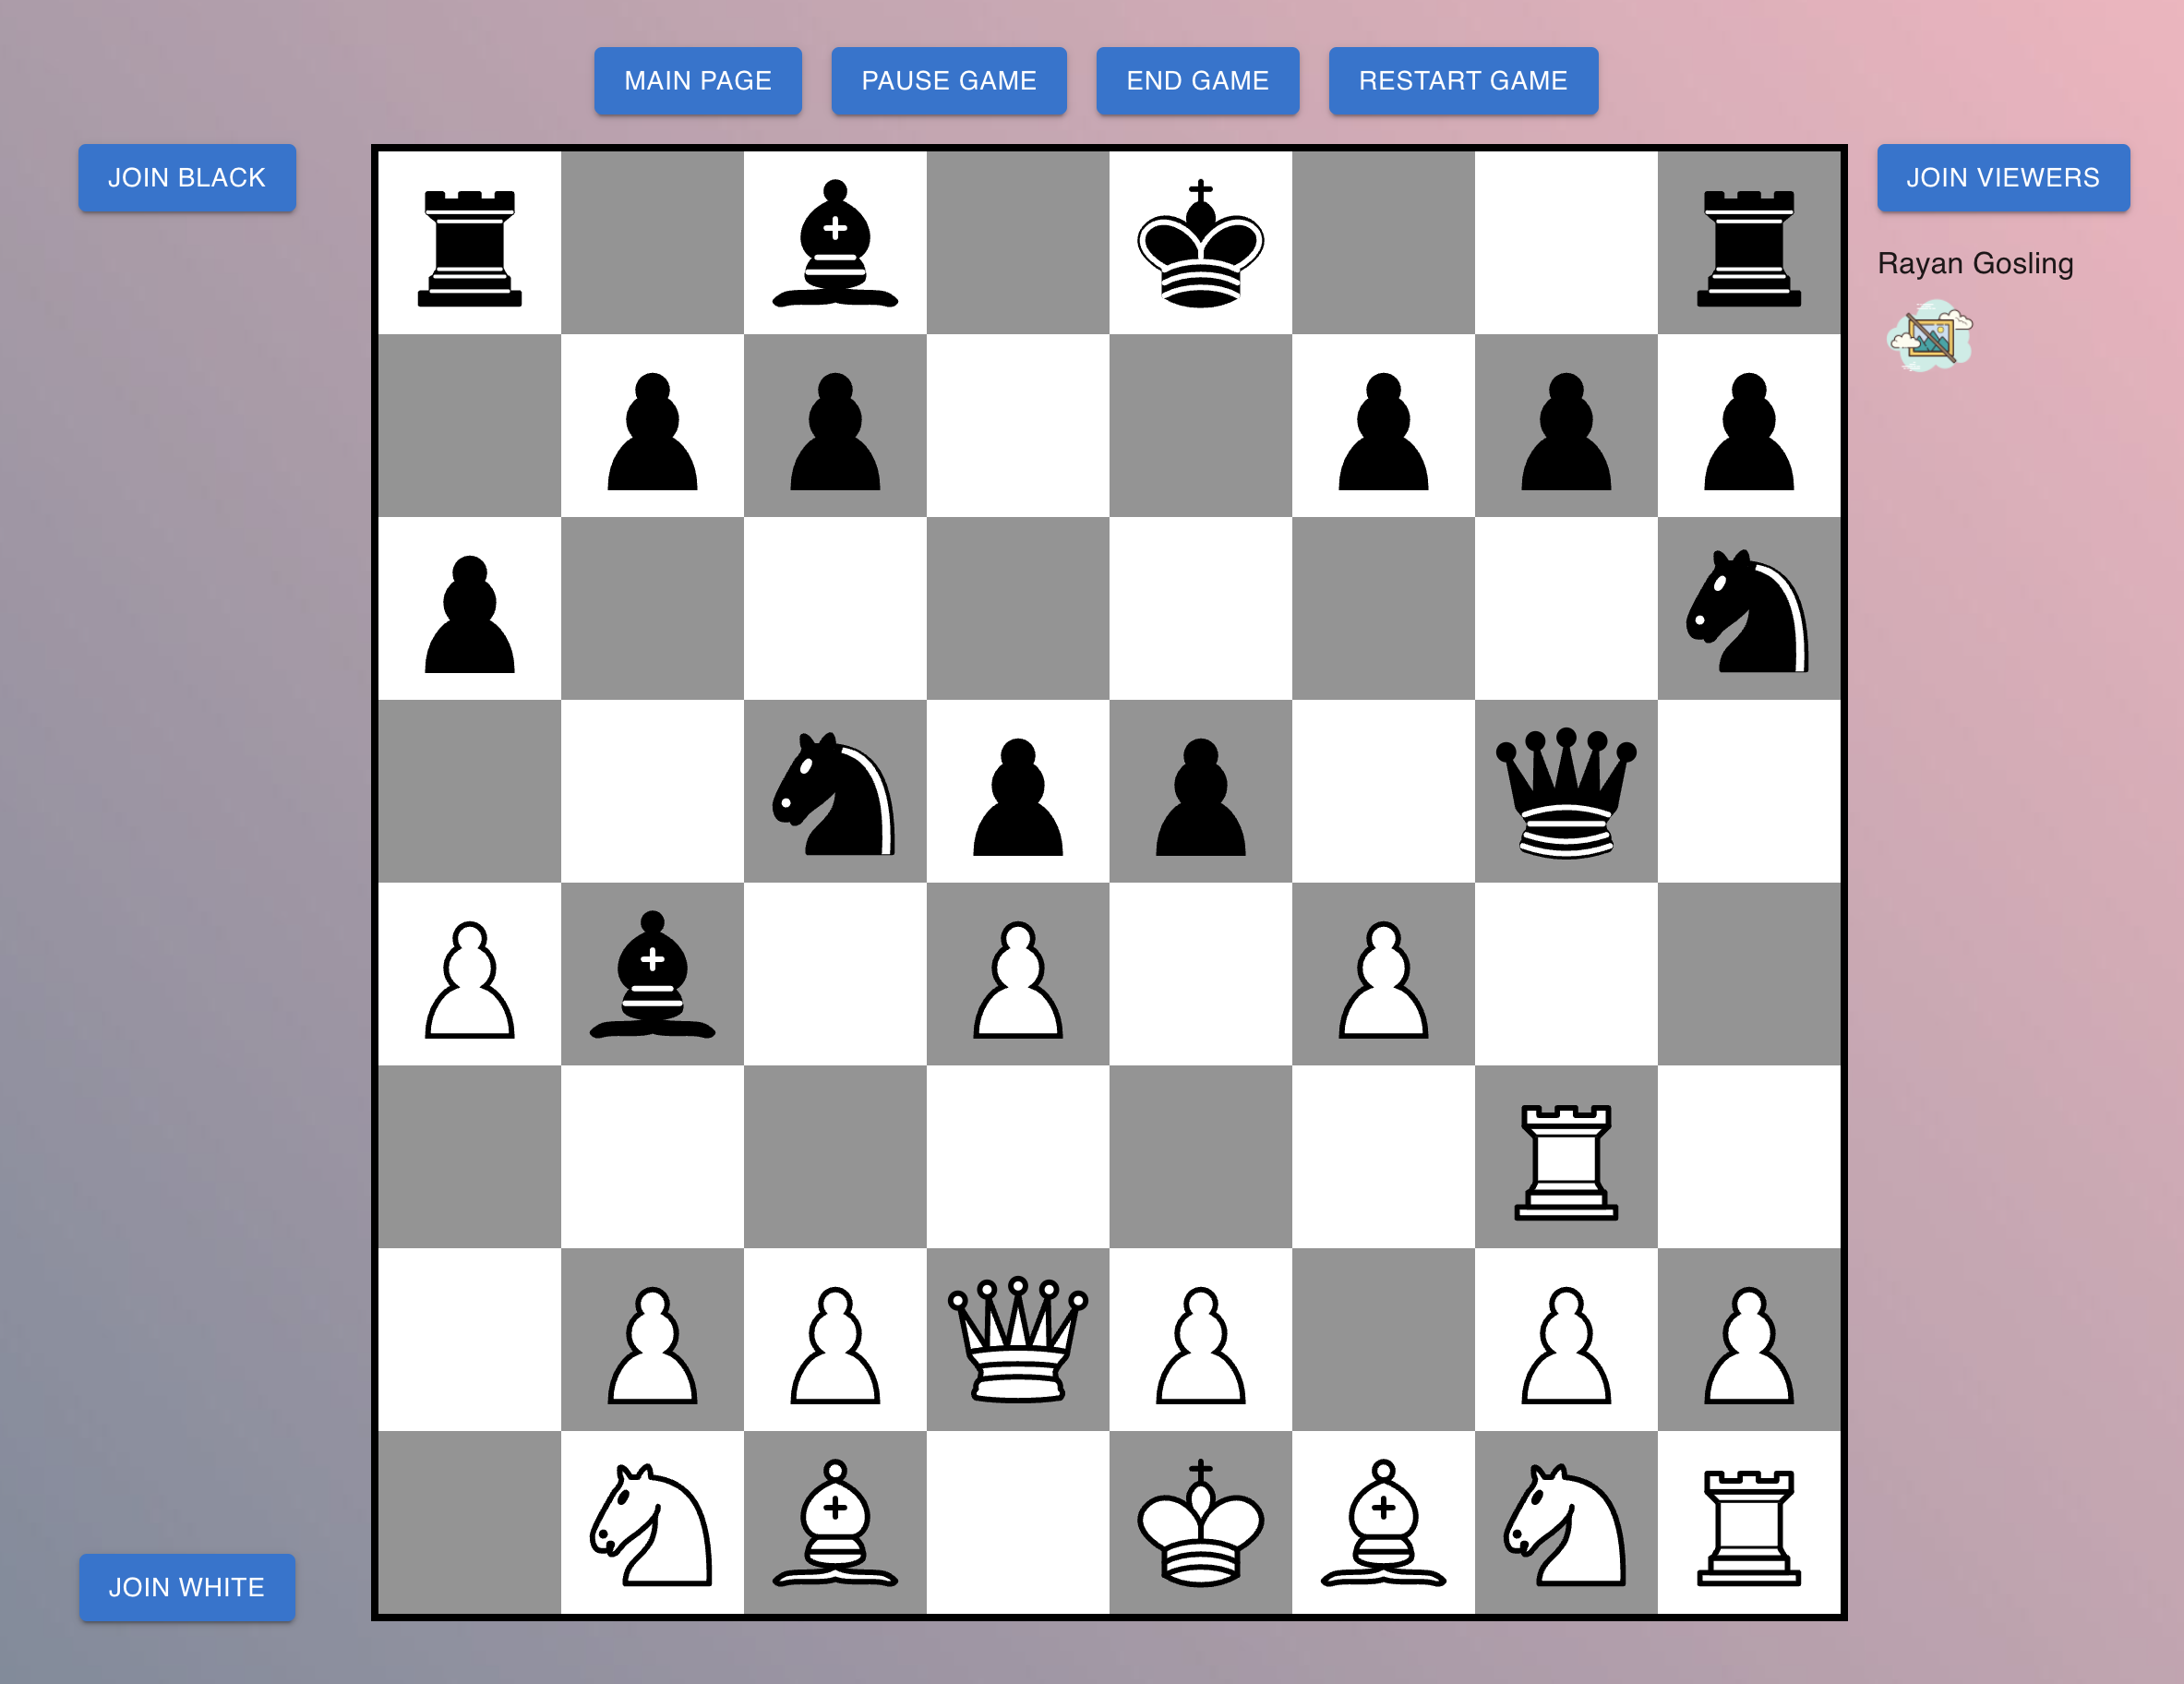 MAIN PAGE
PAUSE GAME
END GAME
RESTART GAME
JOIN BLACK
JOIN VIEWERS
Rayan Gosling
JOIN WHITE